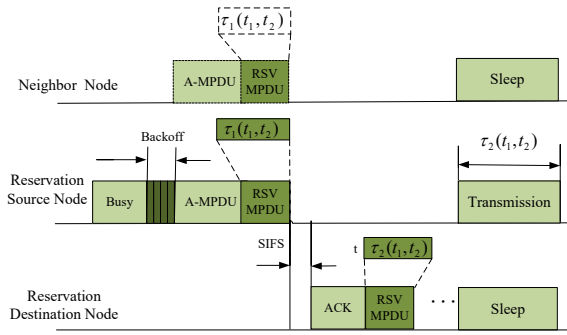 τ₁(t₁,t₂)
A-MPDU
RSV
MPDU
Sleep
Neighbor Node
τ₁(t₁,t₂)
τ₂(t₁,t₂)
Backoff
Reservation
Source Node
Busy
A-MPDU
RSV
MPDU
Transmission
SIFS
t
τ₂(t₁,t₂)
Reservation
Destination Node
ACK
RSV
MPDU
...
Sleep